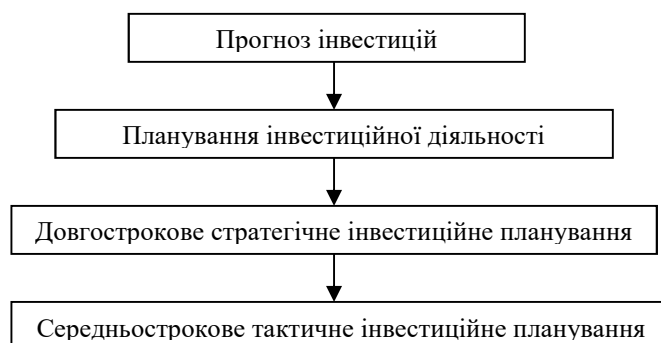 Прогноз інвестицій
Планування інвестиційної діяльності
Довгострокове стратегічне інвестиційне планування
Середньострокове тактичне інвестиційне планування